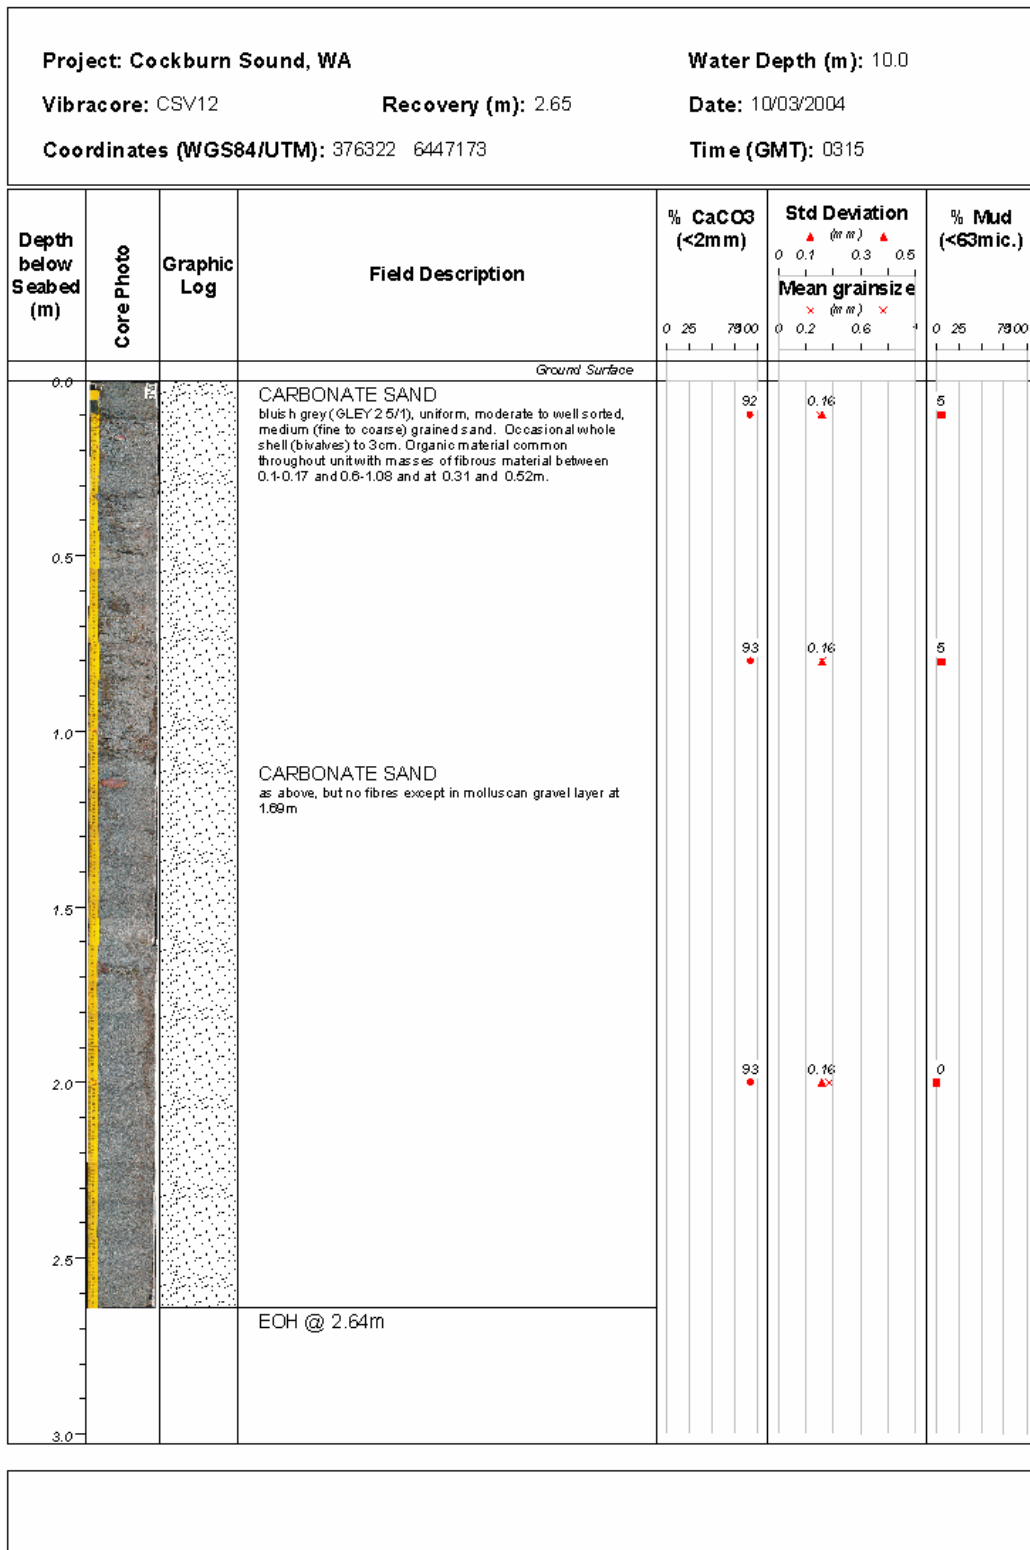 Project: Cockburn Sound, WA
Water Depth (m): 10.0
Vibracore: CSV12
Recovery (m): 2.65
Date: 10/03/2004
Coordinates (WGS84/UTM): 376322 6447173
Time (GMT): 0315
Depth
below
Seabed
(m)
Core Photo
Graphic
Log
Field Description
% CaCO3
(<2mm)
0 25 75 100
Std Deviation
(mm)
0 0.1 0.3 0.5
Mean grainsize
(mm)
0 0.2 0.6 1
% Mud
(<63mic.)
0 25 75 100
Ground Surface
0.0
CARBONATE SAND
bluish grey (GLEY 2 5/1), uniform, moderate to well sorted,
medium (fine to coarse) grained sand. Occasional whole
shell (bivalves) to 3cm. Organic material common
throughout unit with masses of fibrous material between
0.1-0.17 and 0.6-1.08 and at 0.31 and 0.52m.
92 0.16 5
0.5
93 0.16 5
1.0
CARBONATE SAND
as above, but no fibres except in molluscan gravel layer at
1.69m
1.5
93 0.16 0
2.0
2.5
EOH @ 2.64m
3.0